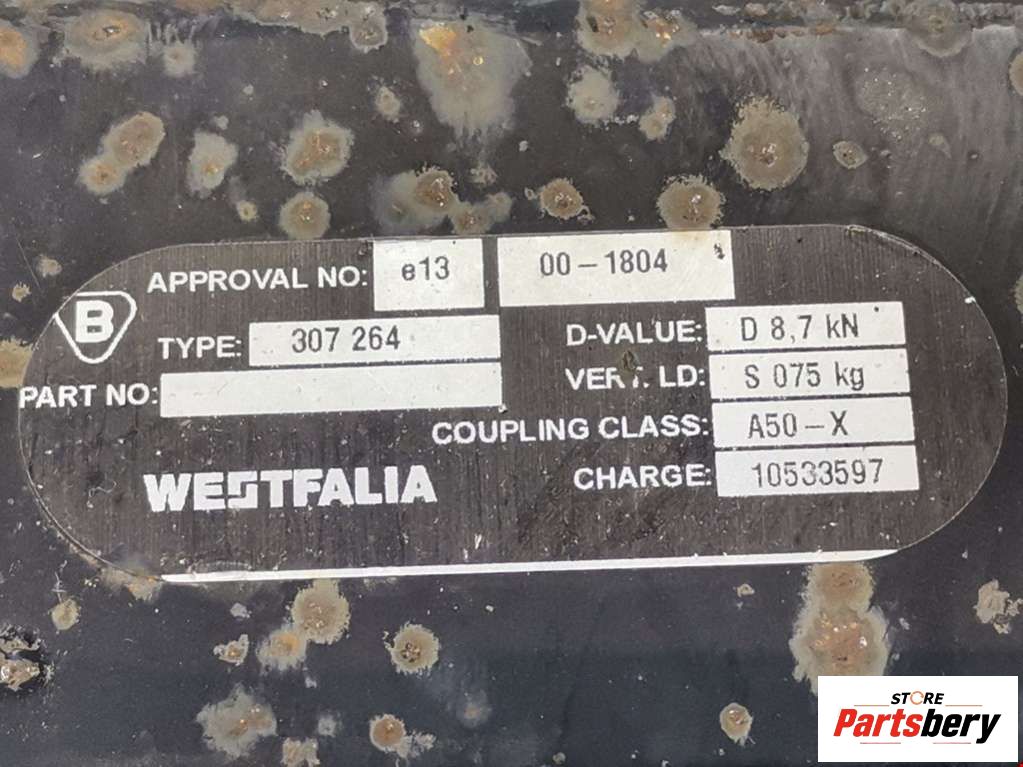 APPROVAL NO: e13 00-1804
B
TYPE: 307 264
D-VALUE: D 8,7 kN
PART NO:
VERT. LD: S 075 kg
COUPLING CLASS: A50-X
WESTFALIA
CHARGE: 10533597
STORE
Partsbery